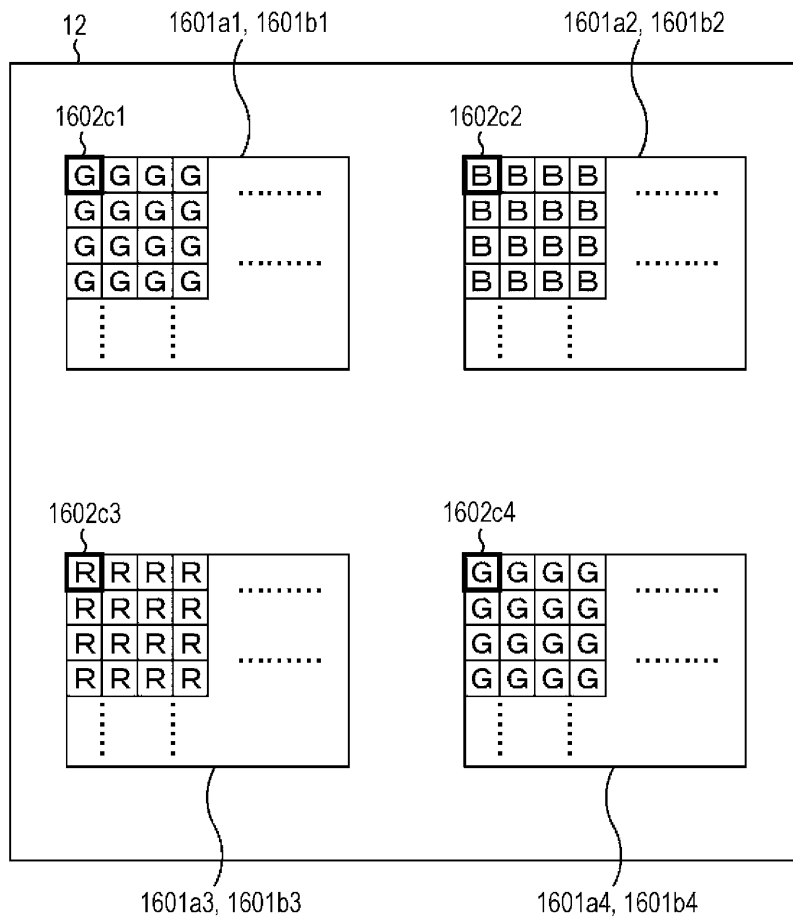 12
1601a1, 1601b1
1601a2, 1601b2
1602c1
1602c2
G G G G
G G G G
G G G G
G G G G
B B B B
B B B B
B B B B
B B B B
1602c3
1602c4
R R R R
R R R R
R R R R
R R R R
G G G G
G G G G
G G G G
G G G G
1601a3, 1601b3
1601a4, 1601b4